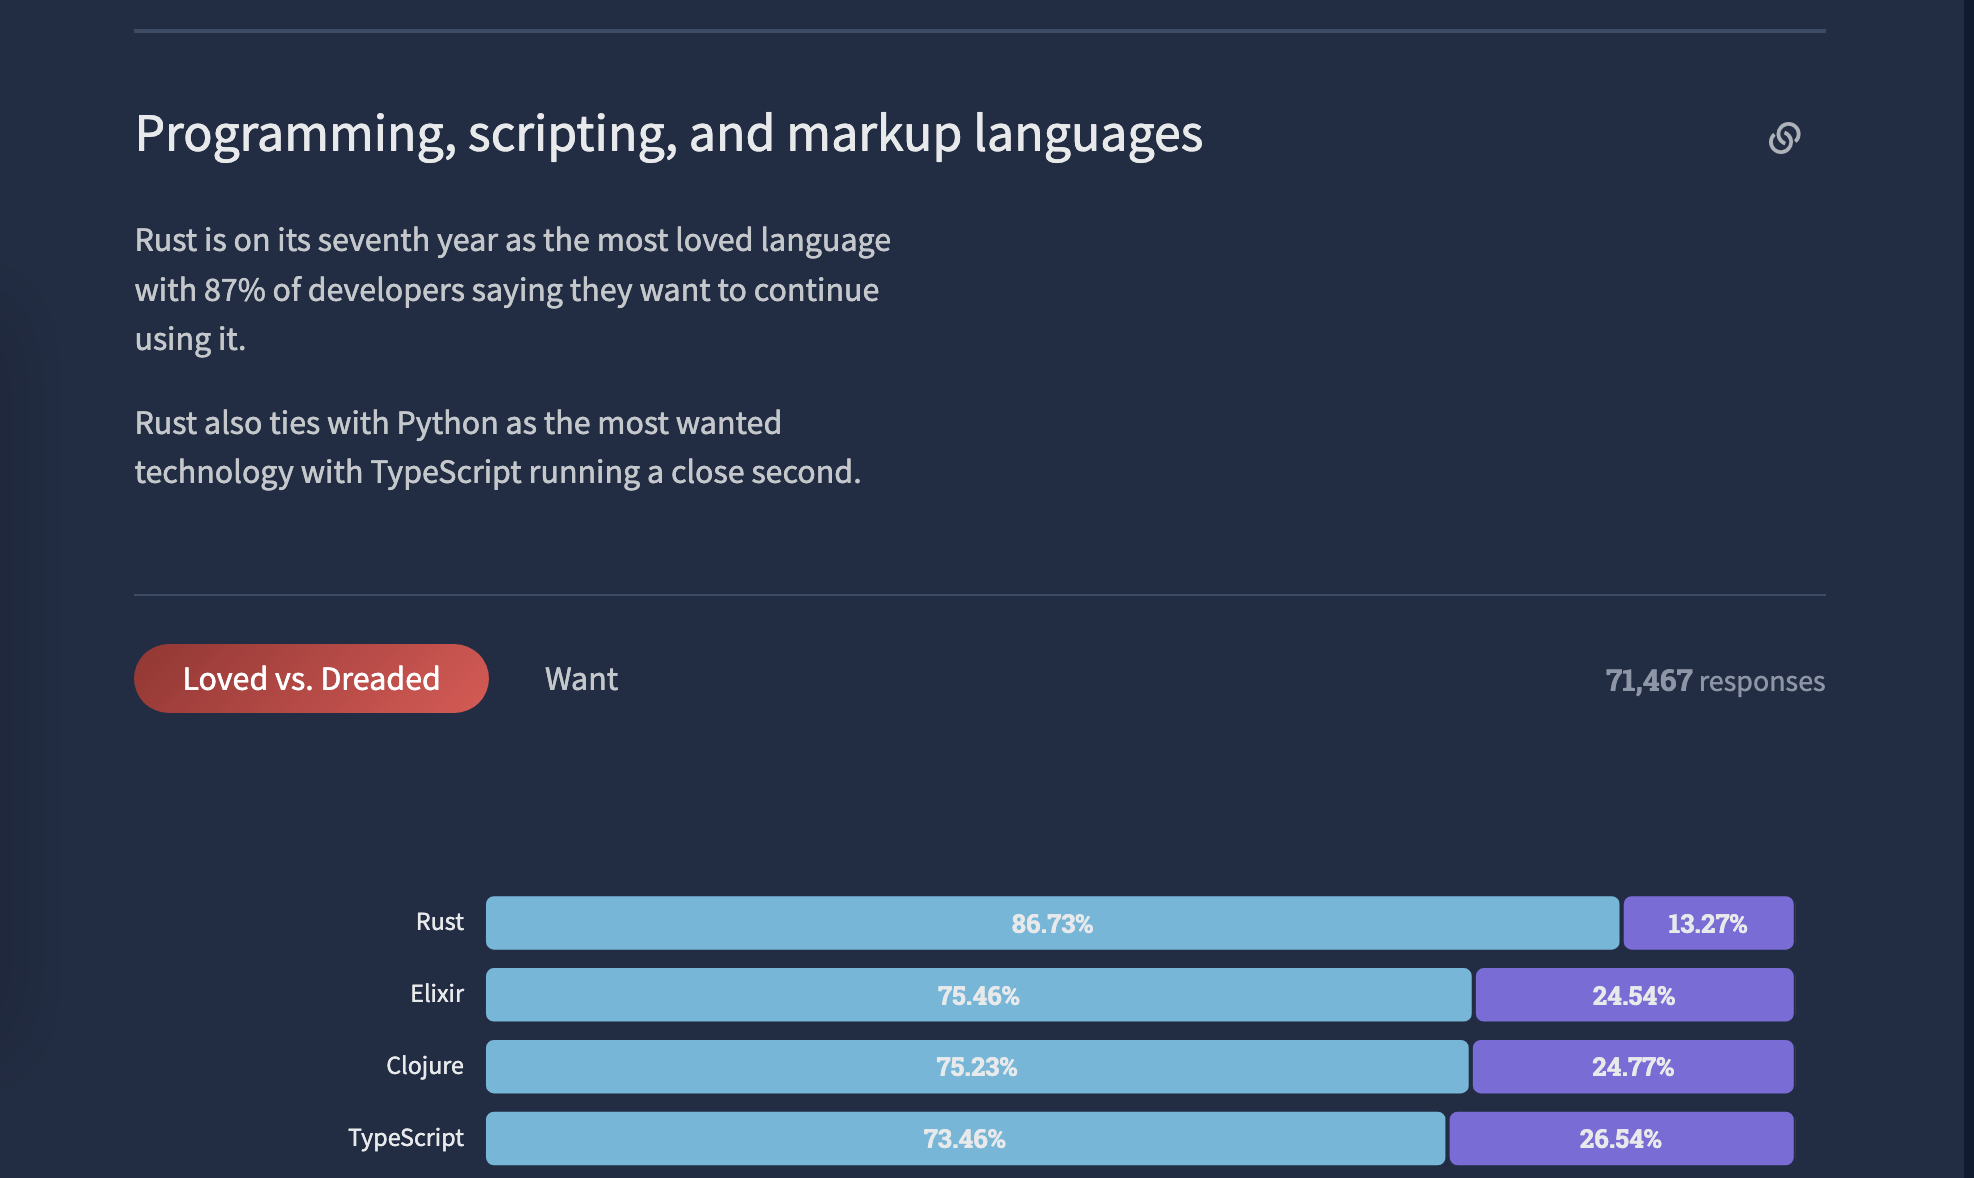 Programming, scripting, and markup languages
Rust is on its seventh year as the most loved language
with 87% of developers saying they want to continue
using it.
Rust also ties with Python as the most wanted
technology with TypeScript running a close second.
Loved vs. Dreaded Want 71,467 responses
Rust 86.73% 13.27%
Elixir 75.46% 24.54%
Clojure 75.23% 24.77%
TypeScript 73.46% 26.54%